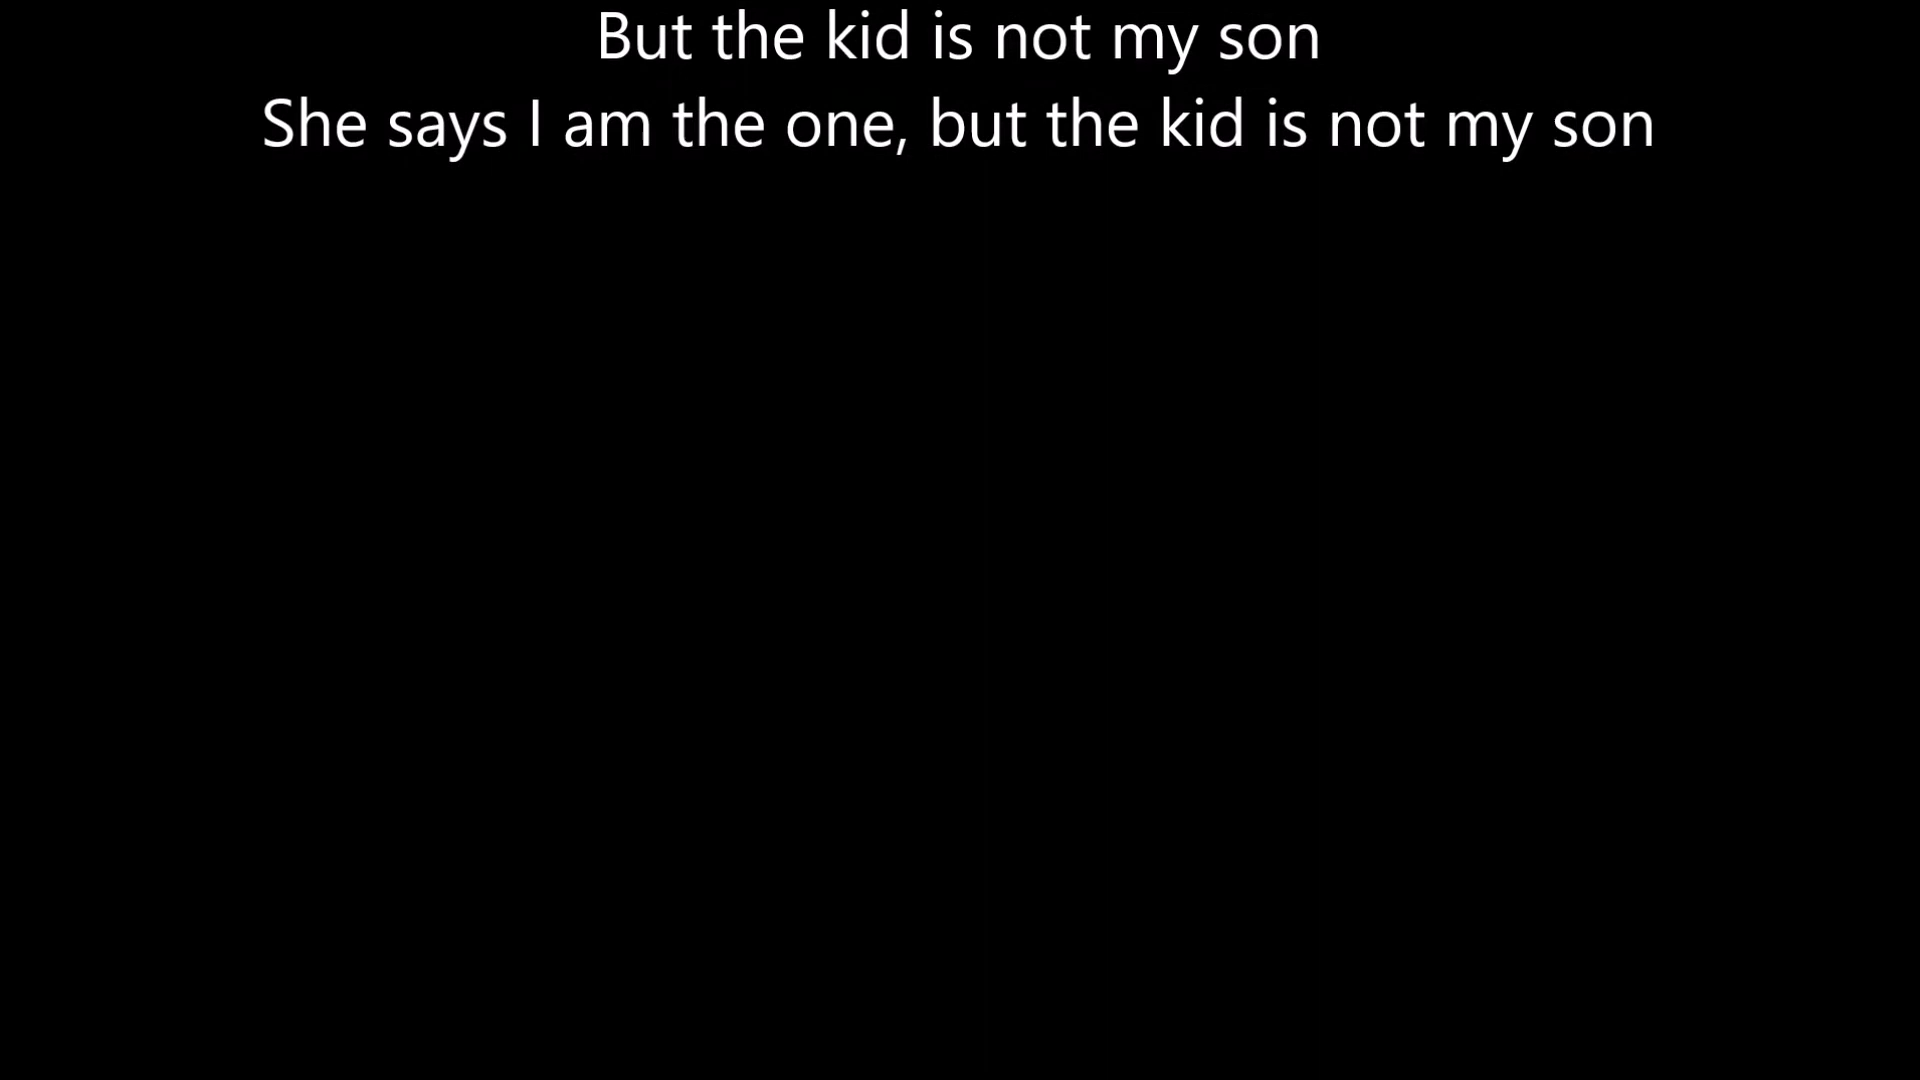 But the kid is not my son
She says I am the one, but the kid is not my son